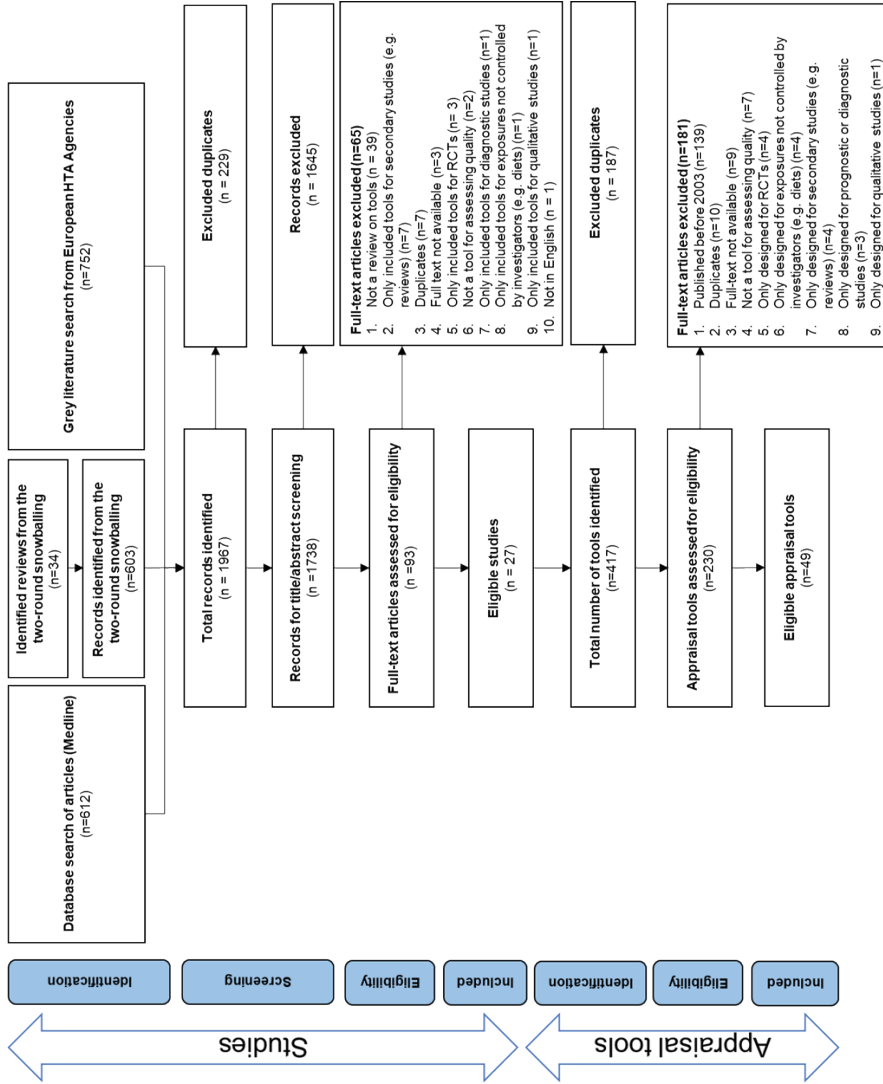 Identification
Screening
Eligibility
Included
Identification
Eligibility
Included
Studies
Appraisal tools
Database search of articles (Medline)
(n=612)
Identified reviews from the
two-round snowballing
(n=34)
Records identified from the
two-round snowballing
(n=603)
Grey literature search from European HTA Agencies
(n=752)
Total records identified
(n = 1967)
Excluded duplicates
(n = 229)
Records for title/abstract screening
(n =1738)
Records excluded
(n = 1645)
Full-text articles assessed for eligibility
(n =93)
Full-text articles excluded(n=65)
1. Not a review on tools (n = 39)
2. Only included tools for secondary studies (e.g.
reviews) (n=7)
3. Duplicates (n=7)
4. Full text not available (n=3)
5. Only included tools for RCTs (n= 3)
6. Not a tool for assessing quality (n=2)
7. Only included tools for diagnostic studies (n=1)
8. Only included tools for exposures not controlled
by investigators (e.g. diets) (n=1)
9. Only included tools for qualitative studies (n=1)
10. Not in English (n = 1)
Eligible studies
(n = 27)
Total number of tools identified
(n=417)
Excluded duplicates
(n = 187)
Appraisal tools assessed for eligibility
(n=230)
Full-text articles excluded(n=181)
1. Published before 2003 (n=139)
2. Duplicates (n=10)
3. Full-text not available (n=9)
4. Not a tool for assessing quality (n=7)
5. Only designed for RCTs (n=4)
6. Only designed for exposures not controlled by
investigators (e.g. diets) (n=4)
7. Only designed for secondary studies (e.g.
reviews) (n=4)
8. Only designed for prognostic or diagnostic
studies (n=3)
9. Only designed for qualitative studies (n=1)
Eligible appraisal tools
(n=49)